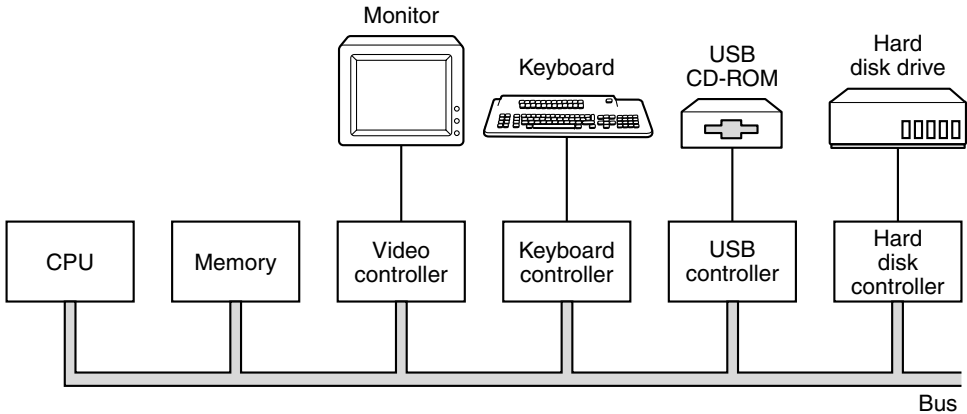 Monitor
Keyboard
USB
CD-ROM
Hard
disk drive
CPU
Memory
Video
controller
Keyboard
controller
USB
controller
Hard
disk
controller
Bus